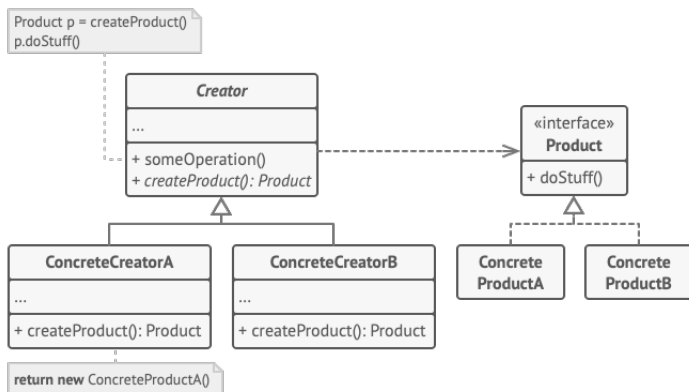 Product p = createProduct()
p.doStuff()
Creator
...
+ someOperation()
+ createProduct(): Product
«interface»
Product
+ doStuff()
ConcreteCreatorA
...
+ createProduct(): Product
ConcreteCreatorB
...
+ createProduct(): Product
Concrete
ProductA
Concrete
ProductB
return new ConcreteProductA()